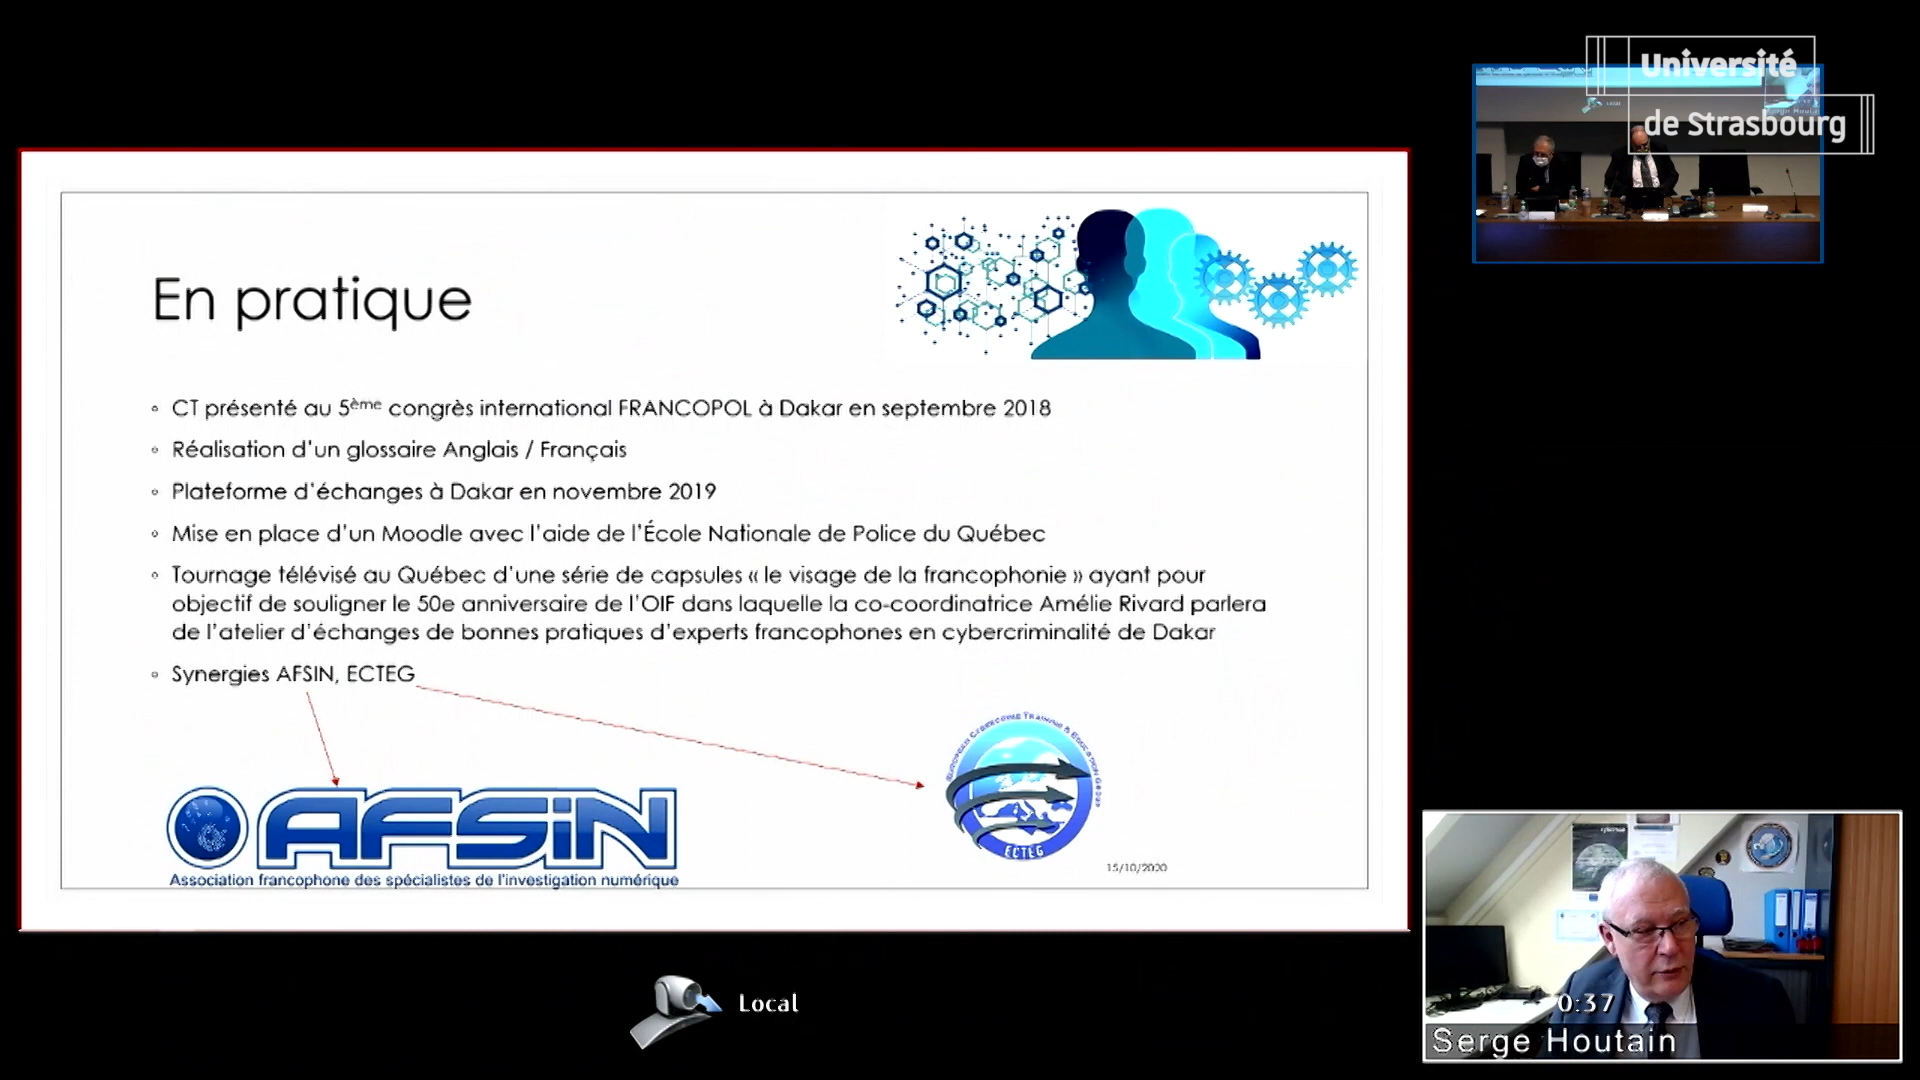 Université
de Strasbourg
En pratique
CT présenté au 5ème congrès international FRANCOPOL à Dakar en septembre 2018
Réalisation d'un glossaire Anglais / Français
Plateforme d'échanges à Dakar en novembre 2019
Mise en place d'un Moodle avec l'aide de l'École Nationale de Police du Québec
Tournage télévisé au Québec d'une série de capsules « le visage de la francophonie » ayant pour
objectif de souligner le 50e anniversaire de l'OIF dans laquelle la co-coordinatrice Amélie Rivard parlera
de l'atelier d'échanges de bonnes pratiques d'experts francophones en cybercriminalité de Dakar
Synergies AFSIN, ECTEG
AFSiN
Association francophone des spécialistes de l'investigation numérique
European Cybercrime Training & Education Group
ECTEG
15/10/2020
Local
0:37
Serge Houtain